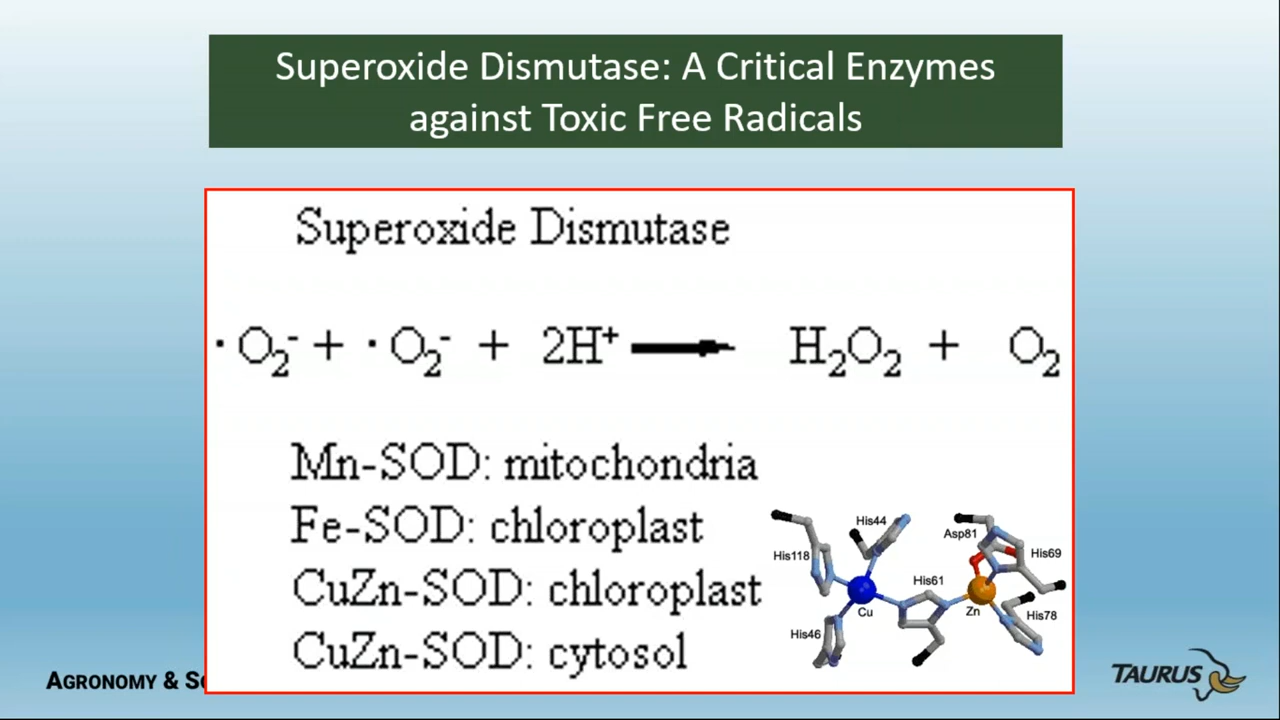 Superoxide Dismutase: A Critical Enzymes
against Toxic Free Radicals
Superoxide Dismutase
·O₂⁻ + ·O₂⁻ + 2H⁺ → H₂O₂ + O₂
Mn-SOD: mitochondria
Fe-SOD: chloroplast
CuZn-SOD: chloroplast
CuZn-SOD: cytosol
His44
Asp81
His118
His69
His61
Cu
Zn
His78
His46
AGRONOMY &
TAURUS